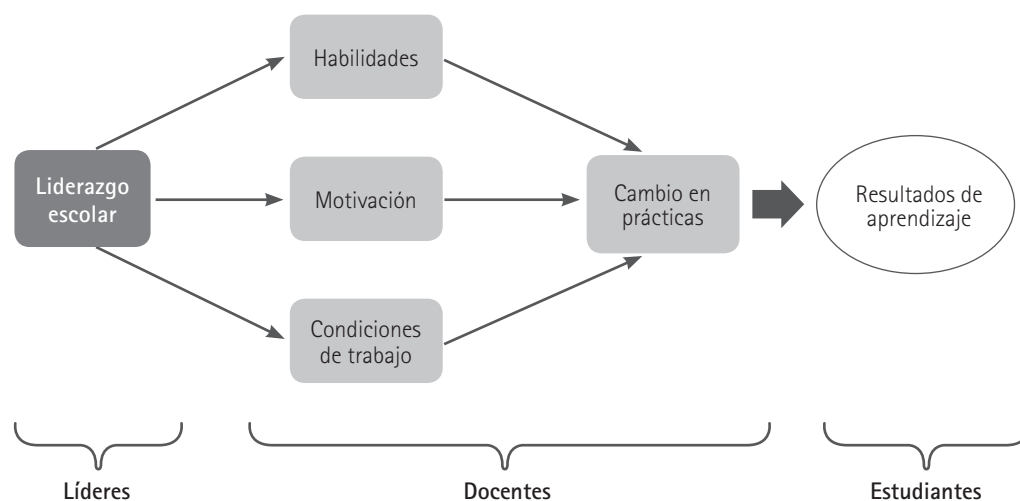 Habilidades
Liderazgo
escolar
Motivación
Cambio en
prácticas
Resultados de
aprendizaje
Condiciones
de trabajo
Líderes
Docentes
Estudiantes